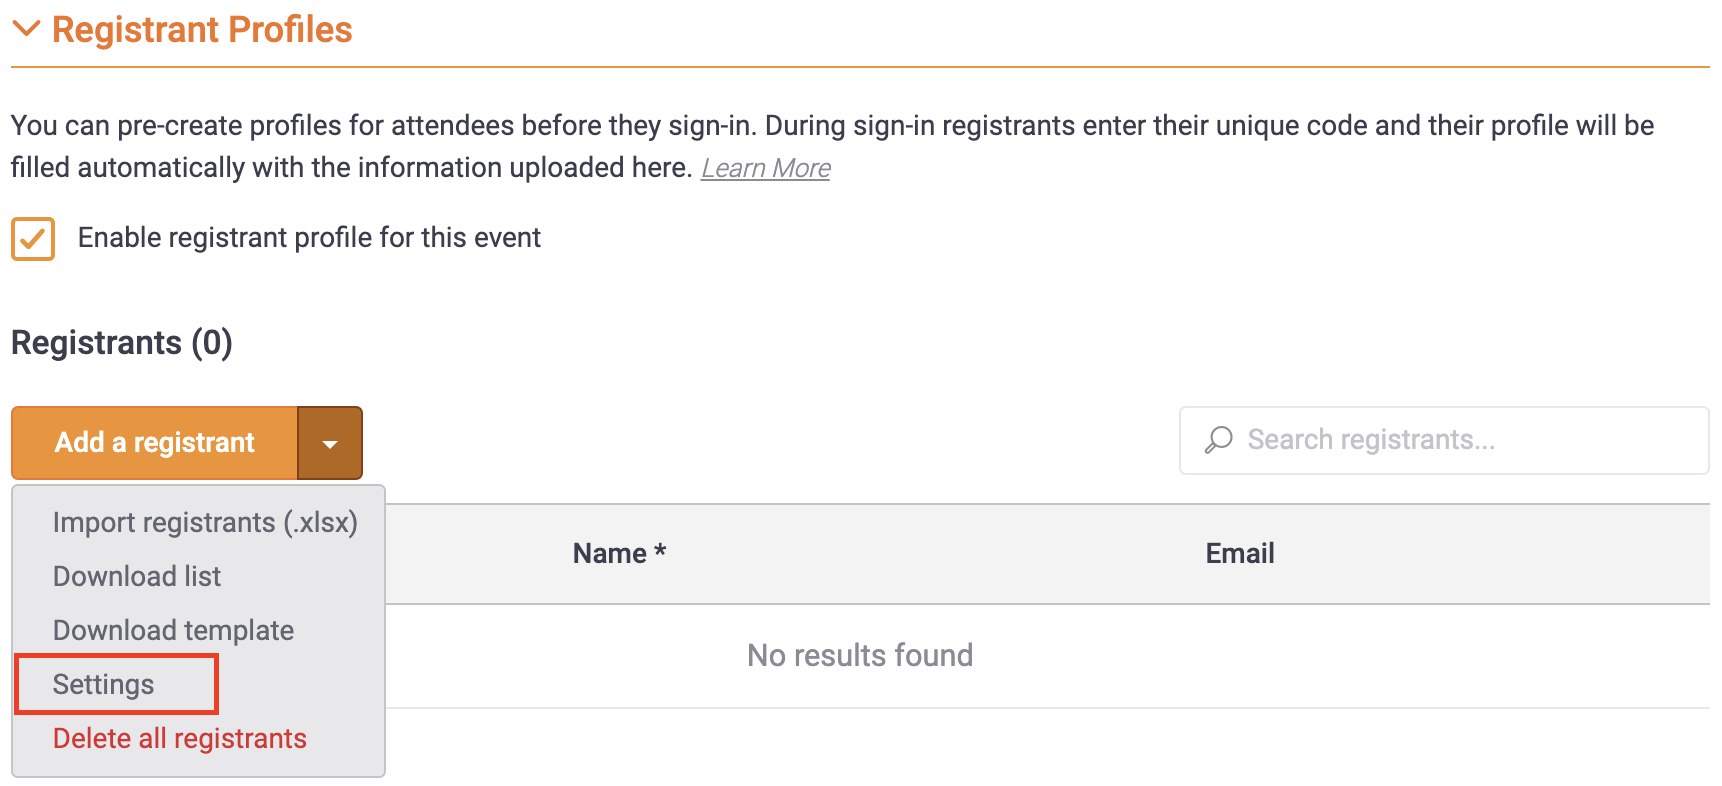 Registrant Profiles
You can pre-create profiles for attendees before they sign-in. During sign-in registrants enter their unique code and their profile will be
filled automatically with the information uploaded here. Learn More
Enable registrant profile for this event
Registrants (0)
Add a registrant
Search registrants...
Import registrants (.xlsx)
Download list
Download template
Settings
Delete all registrants
Name *
Email
No results found